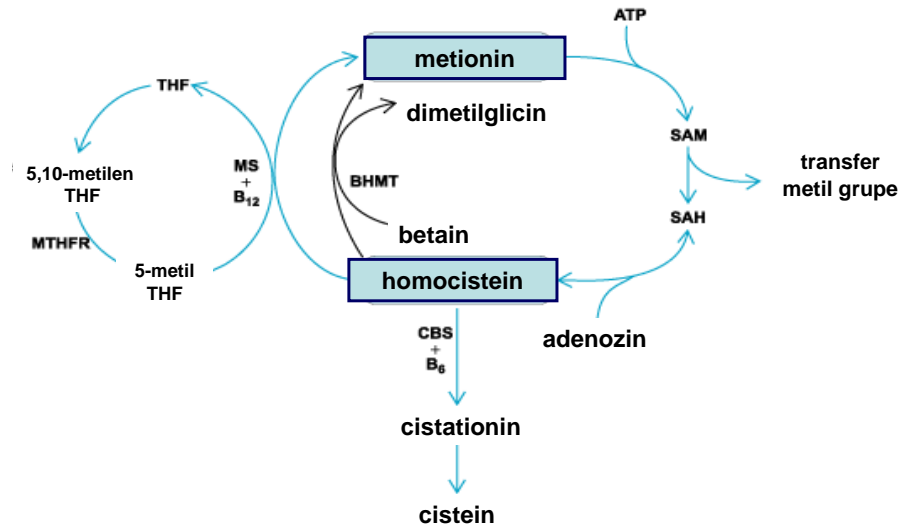 ATP
metionin
THF
dimetilglicin
SAM
5,10-metilen
THF
MS
+
B₁₂
BHMT
transfer
metil grupe
MTHFR
betain
SAH
5-metil
THF
homocistein
CBS
+
B₆
adenozin
cistationin
cistein